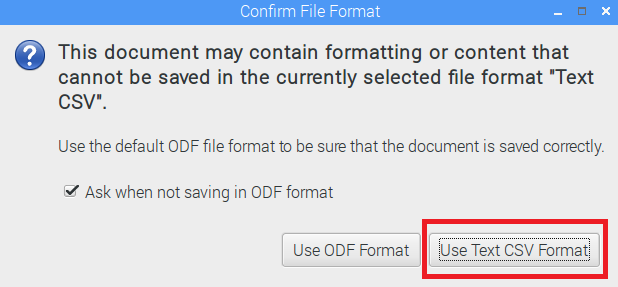 Confirm File Format
This document may contain formatting or content that
cannot be saved in the currently selected file format "Text
CSV".
Use the default ODF file format to be sure that the document is saved correctly.
Ask when not saving in ODF format
Use ODF Format
Use Text CSV Format!